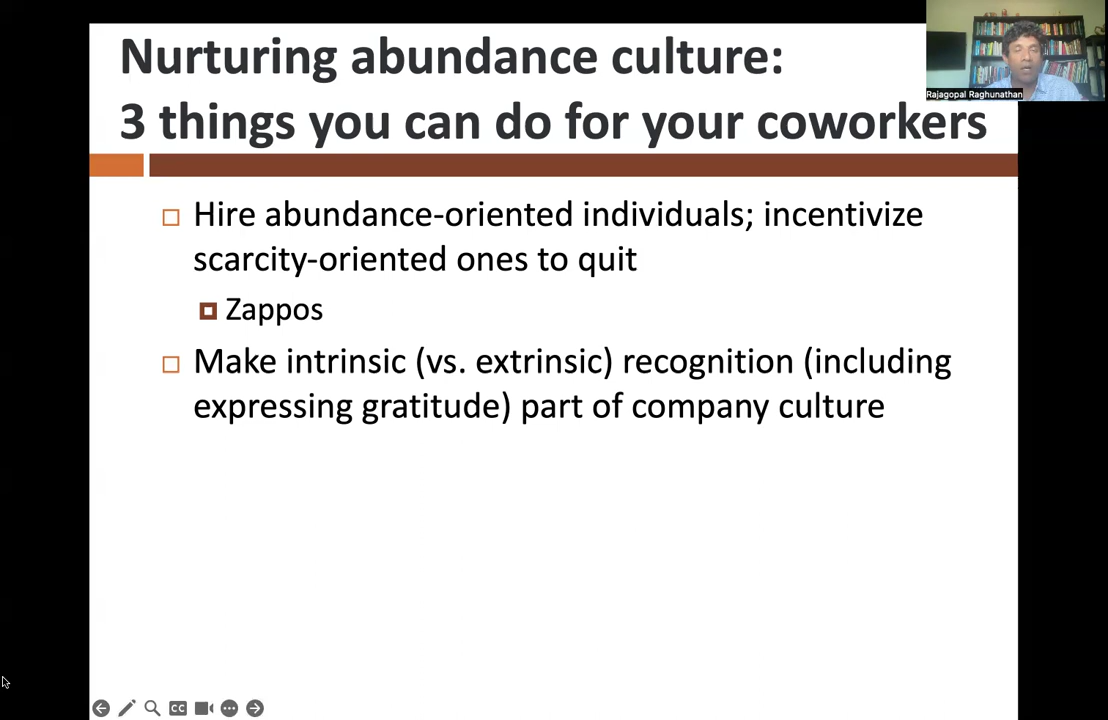 Nurturing abundance culture:
3 things you can do for your coworkers
Rajagopal Raghunathan
Hire abundance-oriented individuals; incentivize
scarcity-oriented ones to quit
Zappos
Make intrinsic (vs. extrinsic) recognition (including
expressing gratitude) part of company culture
CC